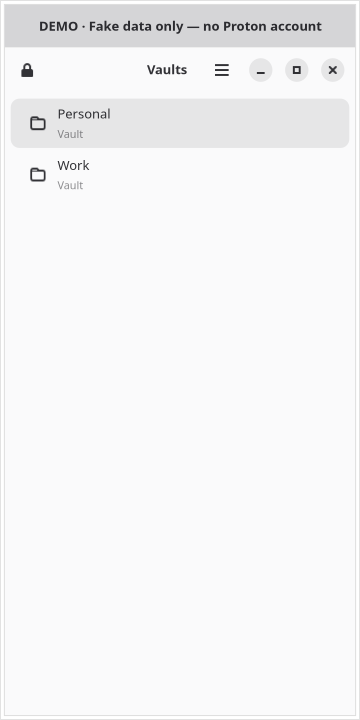 DEMO · Fake data only — no Proton account
Vaults
Personal
Vault
Work
Vault